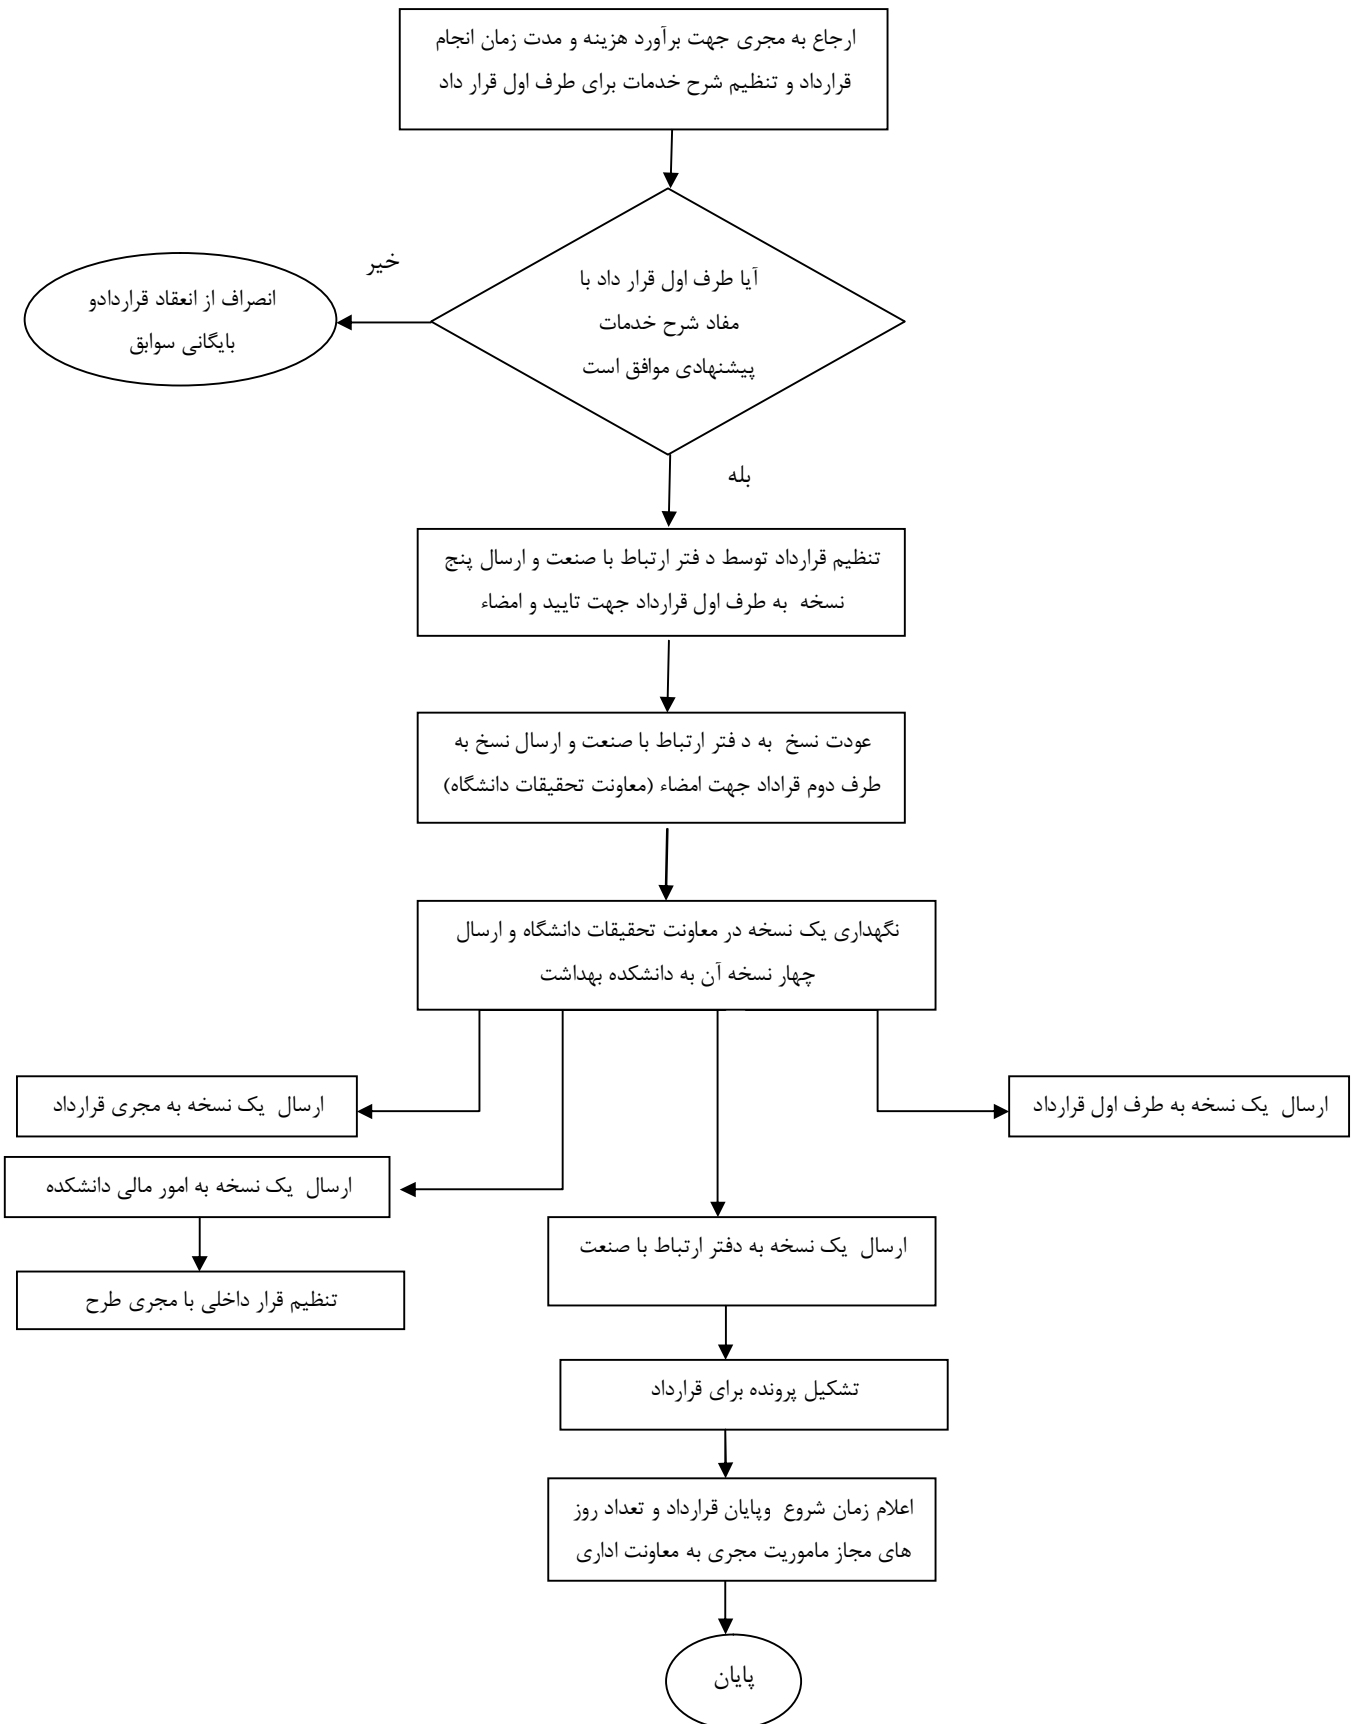 ارجاع به مجری جهت برآورد هزینه و مدت زمان انجام
قرارداد و تنظیم شرح خدمات برای طرف اول قرار داد
آیا طرف اول قرار داد با
مفاد شرح خدمات
پیشنهادی موافق است
خیر
انصراف از انعقاد قراردادو
بایگانی سوابق
بله
تنظیم قرارداد توسط د فتر ارتباط با صنعت و ارسال پنج
نسخه به طرف اول قرارداد جهت تایید و امضاء
عودت نسخ به د فتر ارتباط با صنعت و ارسال نسخ به
طرف دوم قراداد جهت امضاء (معاونت تحقیقات دانشگاه)
نگهداری یک نسخه در معاونت تحقیقات دانشگاه و ارسال
چهار نسخه آن به دانشکده بهداشت
ارسال یک نسخه به طرف اول قرارداد
ارسال یک نسخه به مجری قرارداد
ارسال یک نسخه به امور مالی دانشکده
ارسال یک نسخه به دفتر ارتباط با صنعت
تنظیم قرار داخلی با مجری طرح
تشکیل پرونده برای قرارداد
اعلام زمان شروع وپایان قرارداد و تعداد روز
های مجاز ماموریت مجری به معاونت اداری
پایان